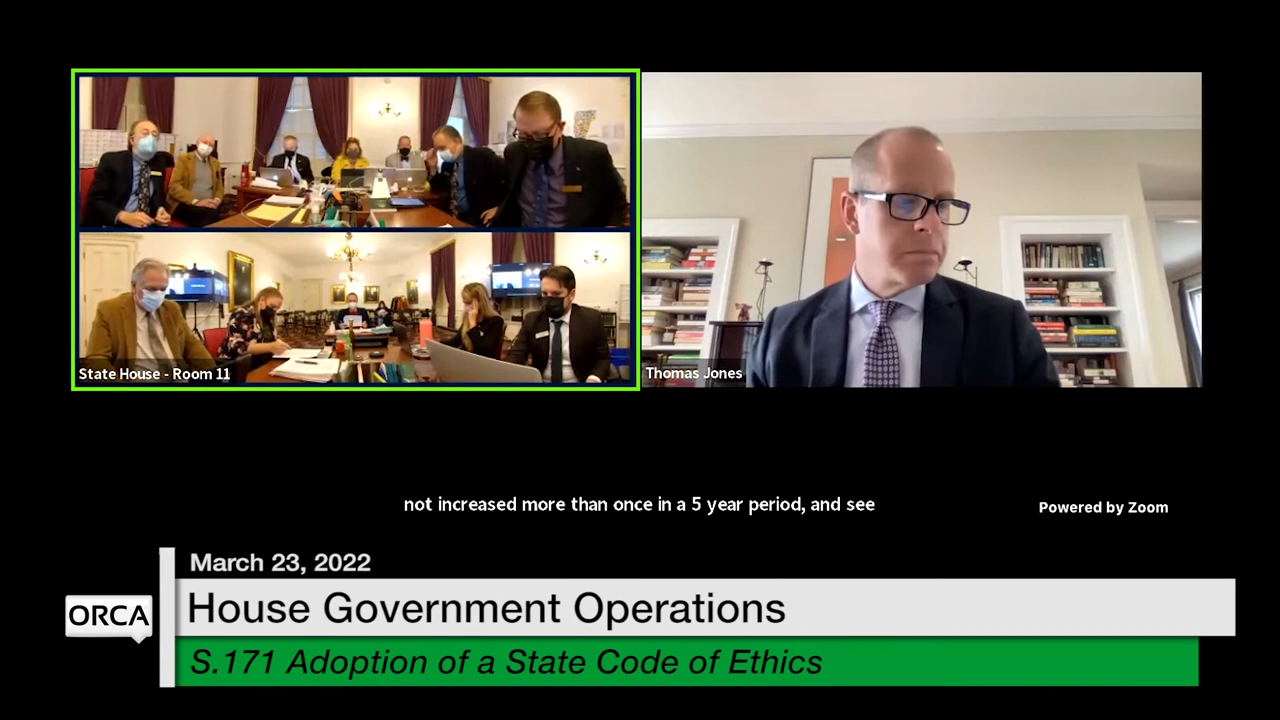 State House - Room 11
Thomas Jones
not increased more than once in a 5 year period, and see
Powered by Zoom
March 23, 2022
ORCA
House Government Operations
S.171 Adoption of a State Code of Ethics